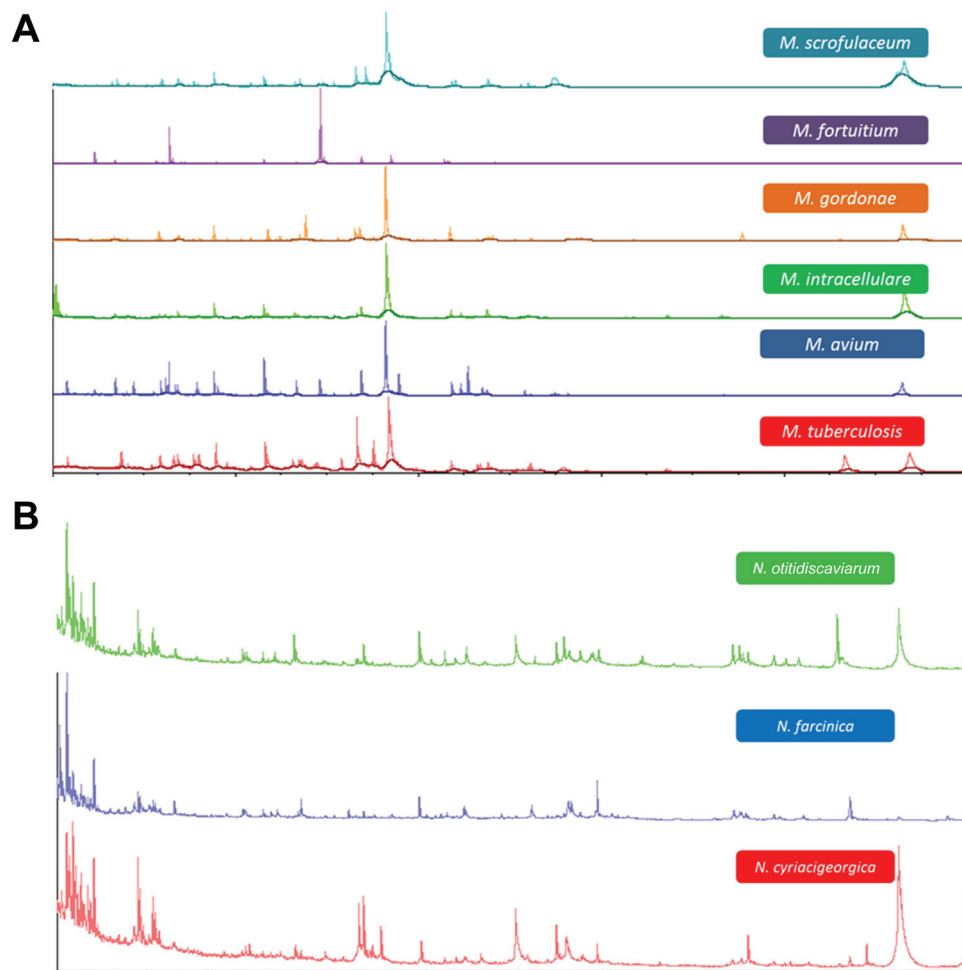 A
M. scrofulaceum
M. fortuitium
M. gordonae
M. intracellulare
M. avium
M. tuberculosis
B
N. otitidiscaviarum
N. farcinica
N. cyriacigeorgica